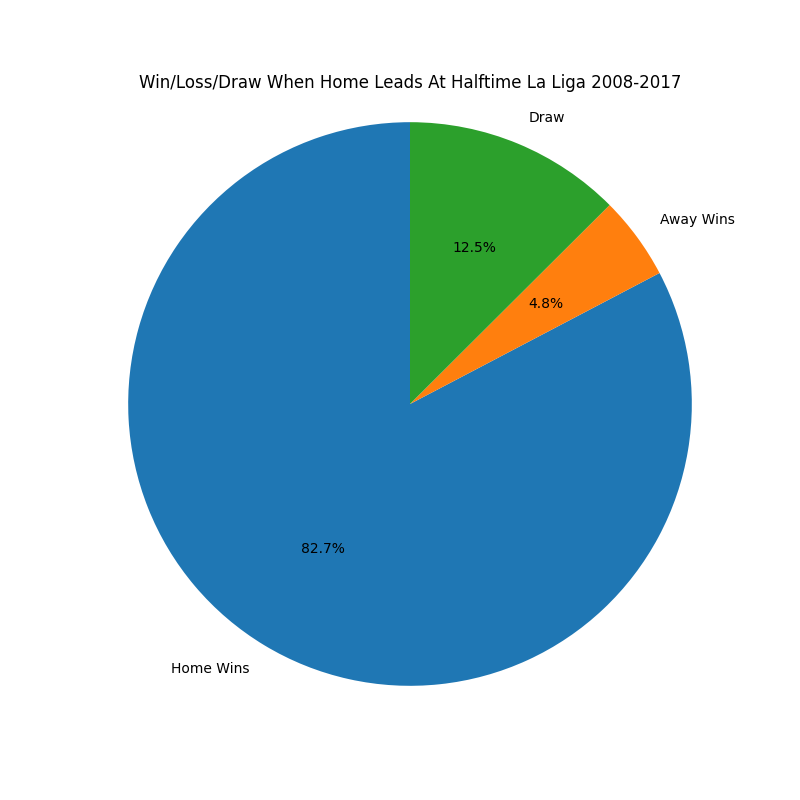 Win/Loss/Draw When Home Leads At Halftime La Liga 2008-2017
Draw
Away Wins
12.5%
4.8%
82.7%
Home Wins